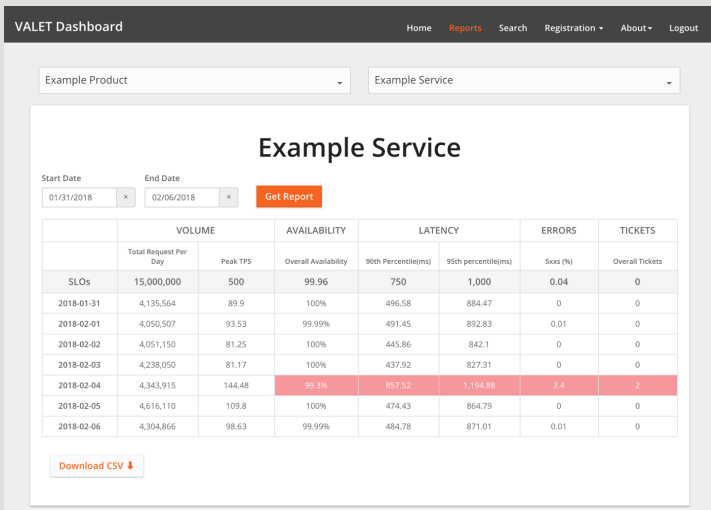 VALET Dashboard
Home Reports Search Registration About Logout
Example Product Example Service
Example Service
Start Date End Date
01/31/2018 × 02/06/2018 × Get Report
VOLUME AVAILABILITY LATENCY ERRORS TICKETS
Total Request Per Day Peak TPS Overall Availability 90th Percentile(ms) 95th percentile(ms) 5xxs (%) Overall Tickets
SLOs 15,000,000 500 99.96 750 1,000 0.04 0
2018-01-31 4,135,564 89.9 100% 496.58 884.47 0 0
2018-02-01 4,050,507 93.53 99.99% 491.45 892.83 0.01 0
2018-02-02 4,051,150 81.25 100% 445.86 842.1 0 0
2018-02-03 4,238,050 81.17 100% 437.92 827.31 0 0
2018-02-04 4,343,915 144.48 99.3% 857.52 1,194.88 2.4 2
2018-02-05 4,616,110 109.8 100% 474.43 864.79 0 0
2018-02-06 4,304,866 98.63 99.99% 484.78 871.01 0.01 0
Download CSV